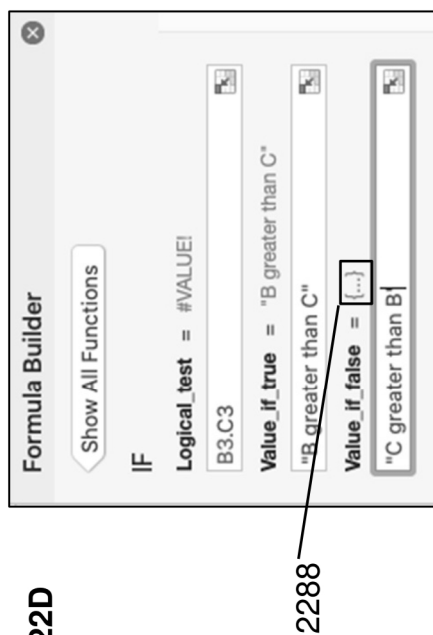 22D
Formula Builder
Show All Functions
IF
Logical_test = #VALUE!
B3.C3
Value_if_true = "B greater than C"
"B greater than C"
Value_if_false = {...}
"C greater than B
2288